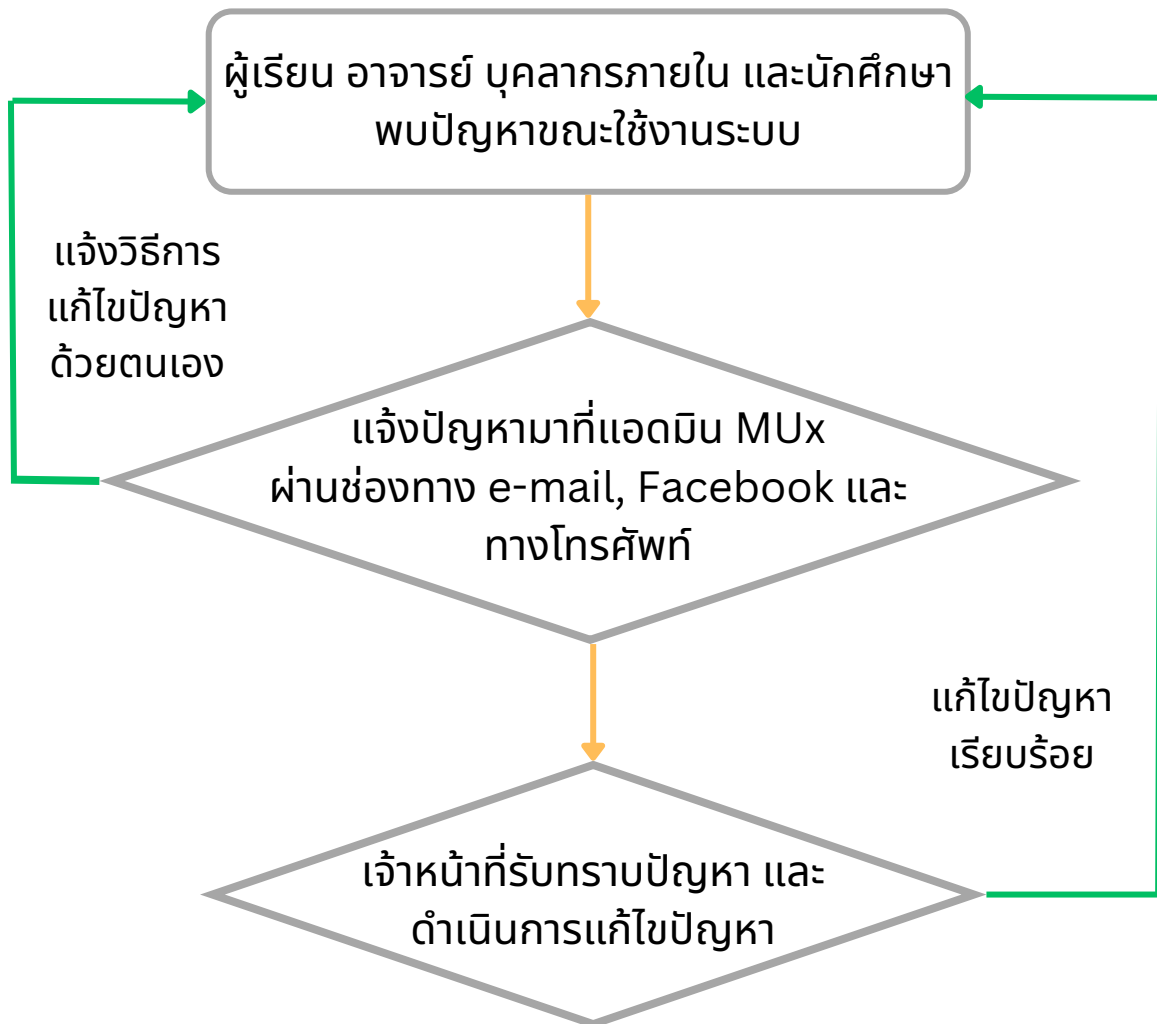 ผู้เรียน อาจารย์ บุคลากรภายใน และนักศึกษา
พบปัญหาขณะใช้งานระบบ
แจ้งวิธีการ
แก้ไขปัญหา
ด้วยตนเอง
แจ้งปัญหามาที่แอดมิน MUx
ผ่านช่องทาง e-mail, Facebook และ
ทางโทรศัพท์
แก้ไขปัญหา
เรียบร้อย
เจ้าหน้าที่รับทราบปัญหา และ
ดำเนินการแก้ไขปัญหา